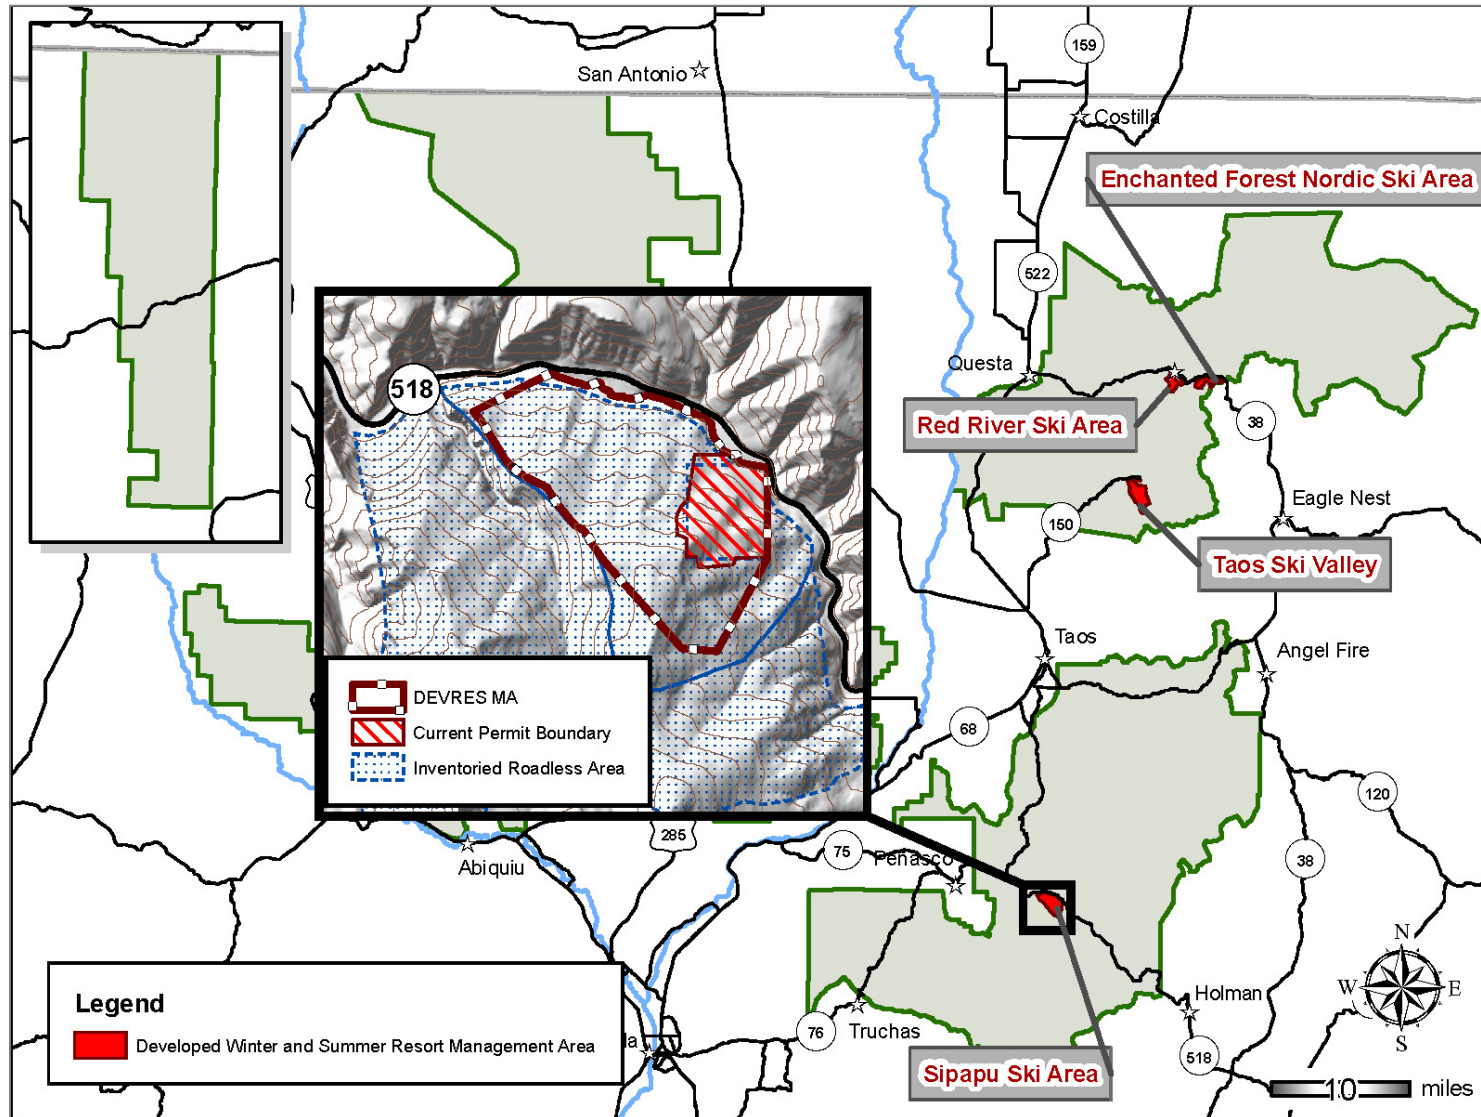 San Antonio
159
Costilla
Enchanted Forest Nordic Ski Area
522
Questa
518
Red River Ski Area
38
Eagle Nest
150
Taos Ski Valley
Taos
Angel Fire
DEVRES MA
Current Permit Boundary
Inventoried Roadless Area
68
120
285
75
Peñasco
38
Abiquiu
N
W
E
S
Holman
Legend
Developed Winter and Summer Resort Management Area
la
76
Truchas
518
Sipapu Ski Area
10
miles